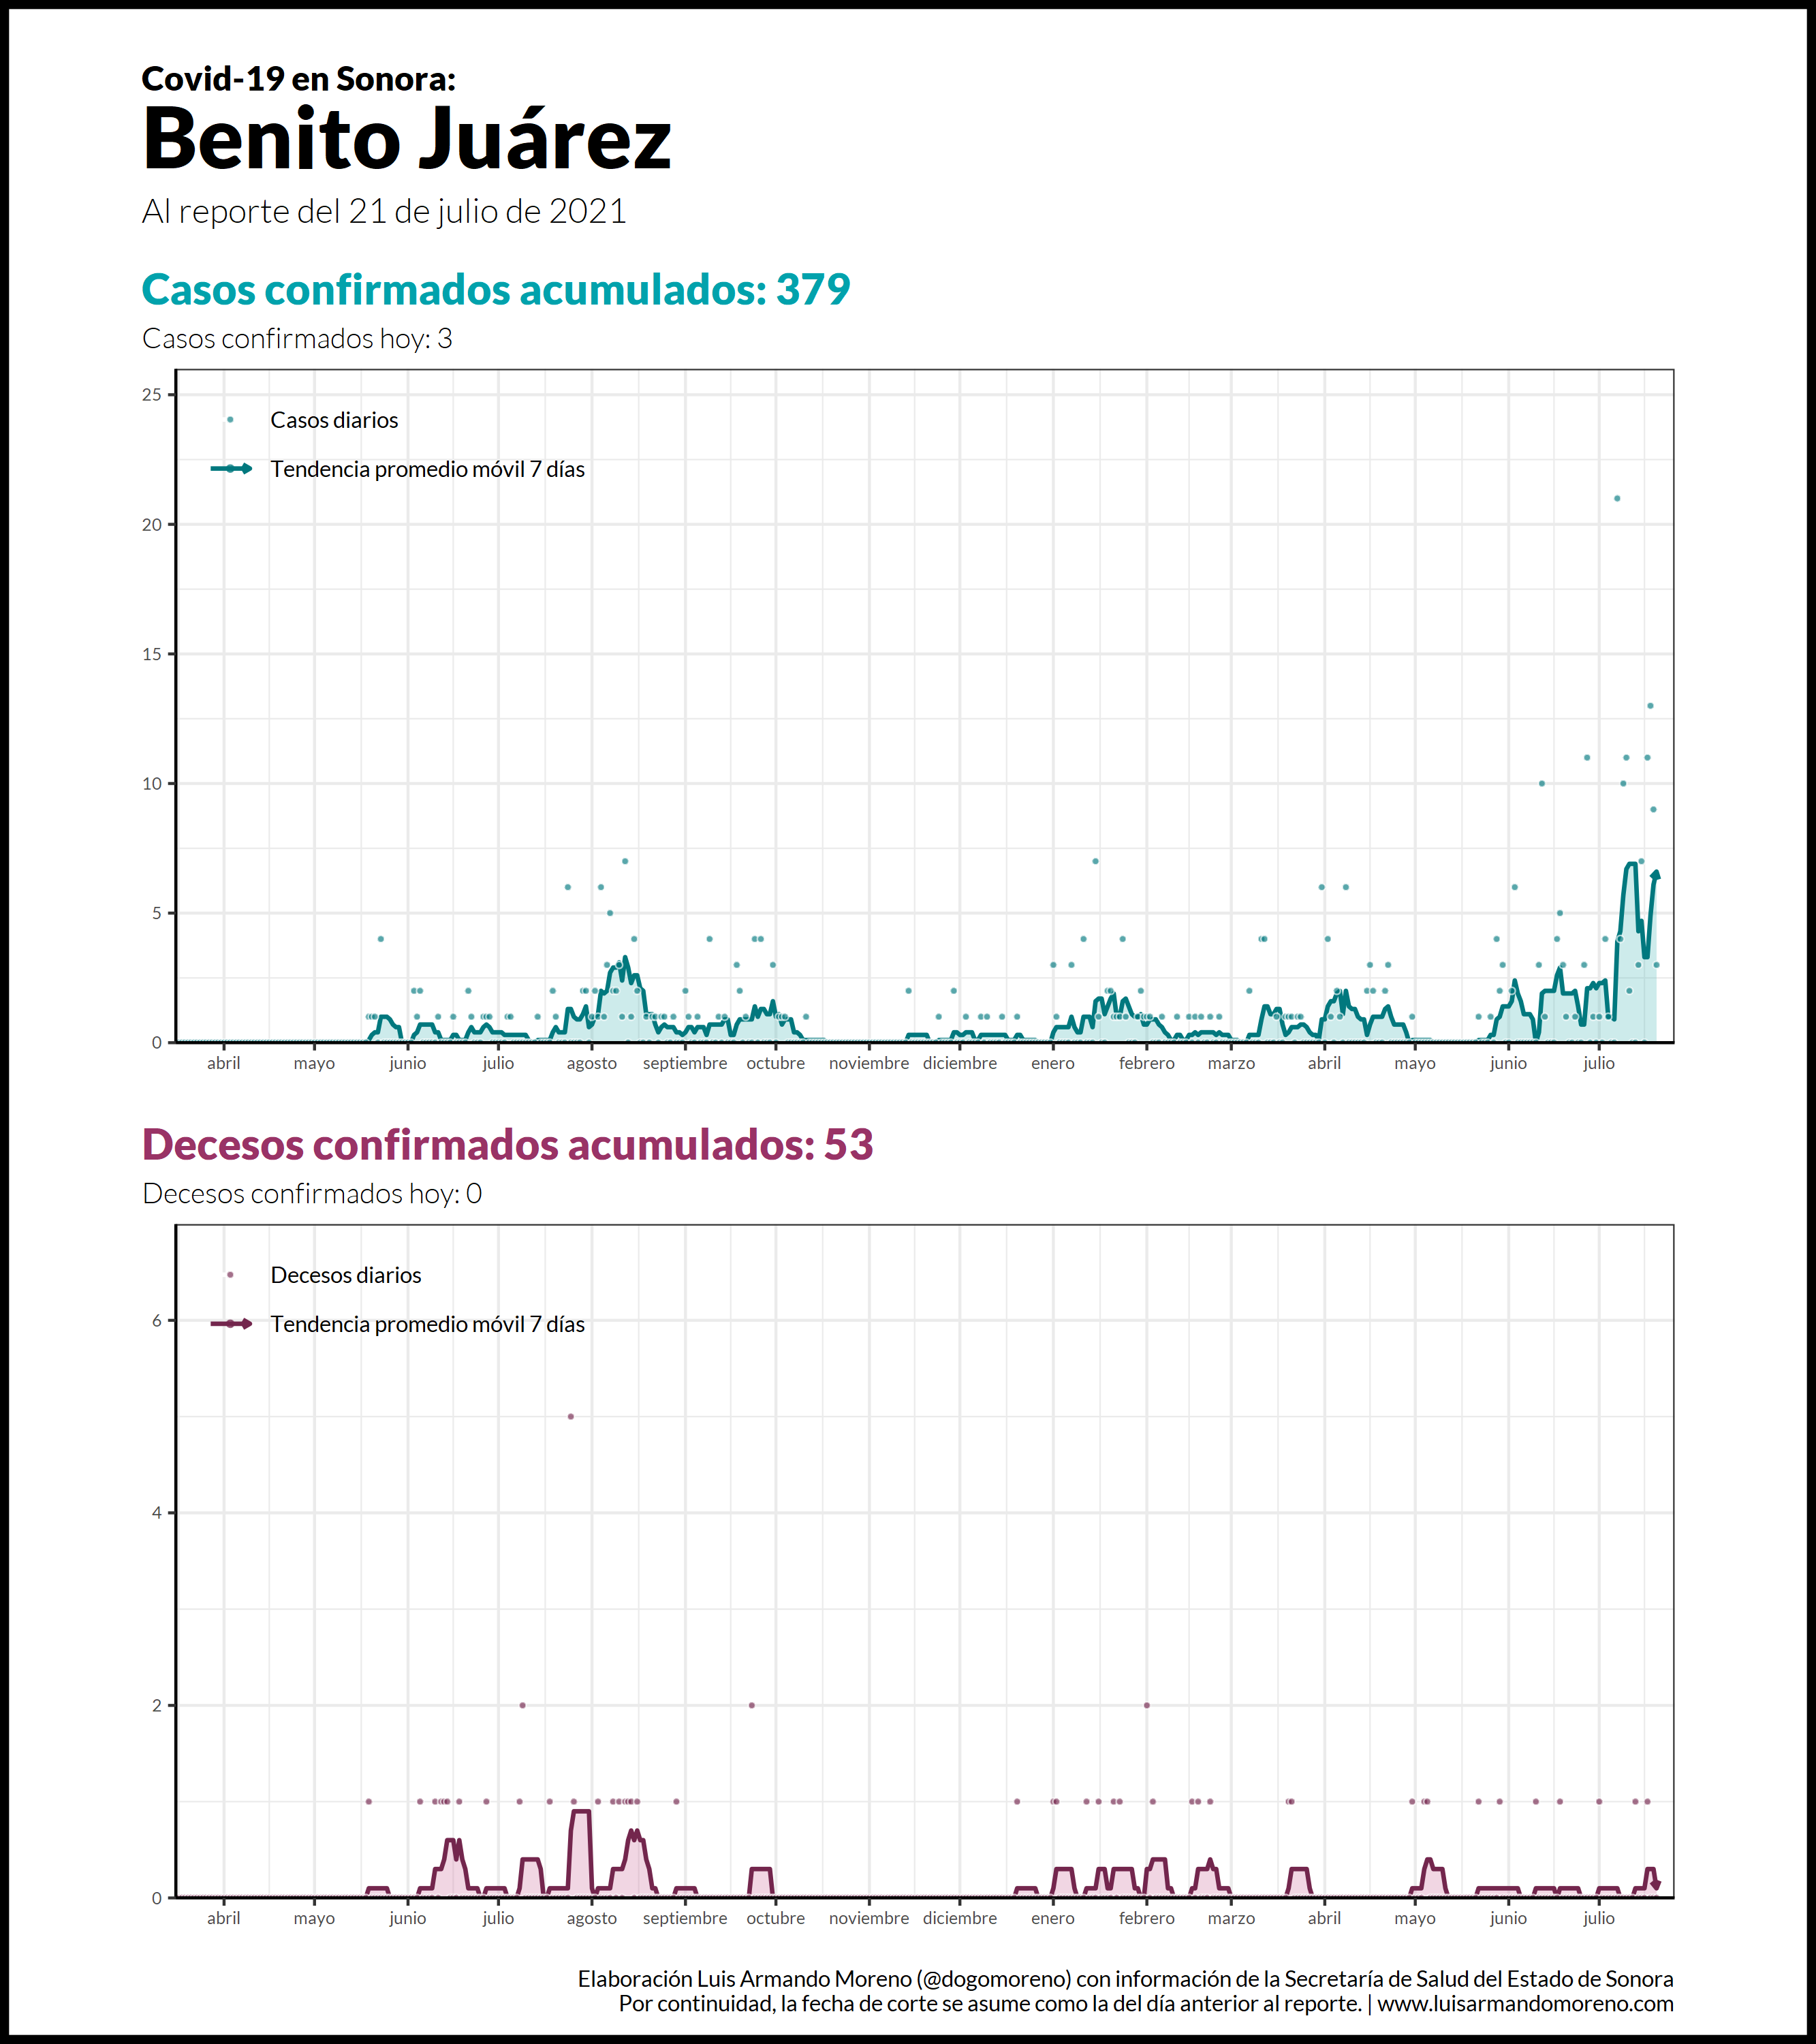 Covid-19 en Sonora:
Benito Juárez
Al reporte del 21 de julio de 2021
Casos confirmados acumulados: 379
Casos confirmados hoy: 3
25
Casos diarios
Tendencia promedio móvil 7 días
20
15
10
5
0
abril mayo junio julio agosto septiembre octubre noviembre diciembre enero febrero marzo abril mayo junio julio
Decesos confirmados acumulados: 53
Decesos confirmados hoy: 0
Decesos diarios
6
Tendencia promedio móvil 7 días
4
2
0
abril mayo junio julio agosto septiembre octubre noviembre diciembre enero febrero marzo abril mayo junio julio
Elaboración Luis Armando Moreno (@dogomoreno) con información de la Secretaría de Salud del Estado de Sonora
Por continuidad, la fecha de corte se asume como la del día anterior al reporte. | www.luisarmandomoreno.com